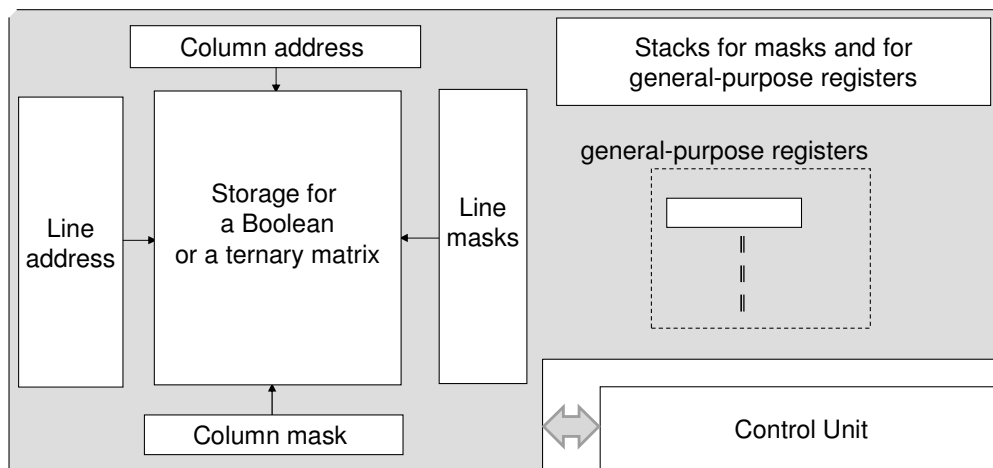 Column address
Stacks for masks and for
general-purpose registers
general-purpose registers
Line
address
Storage for
a Boolean
or a ternary matrix
Line
masks
Column mask
Control Unit